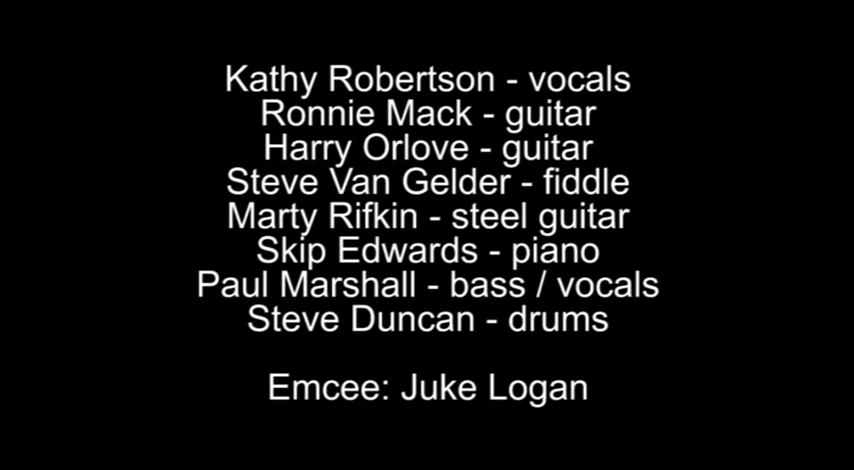 Kathy Robertson - vocals
Ronnie Mack - guitar
Harry Orlove - guitar
Steve Van Gelder - fiddle
Marty Rifkin - steel guitar
Skip Edwards - piano
Paul Marshall - bass / vocals
Steve Duncan - drums
Emcee: Juke Logan